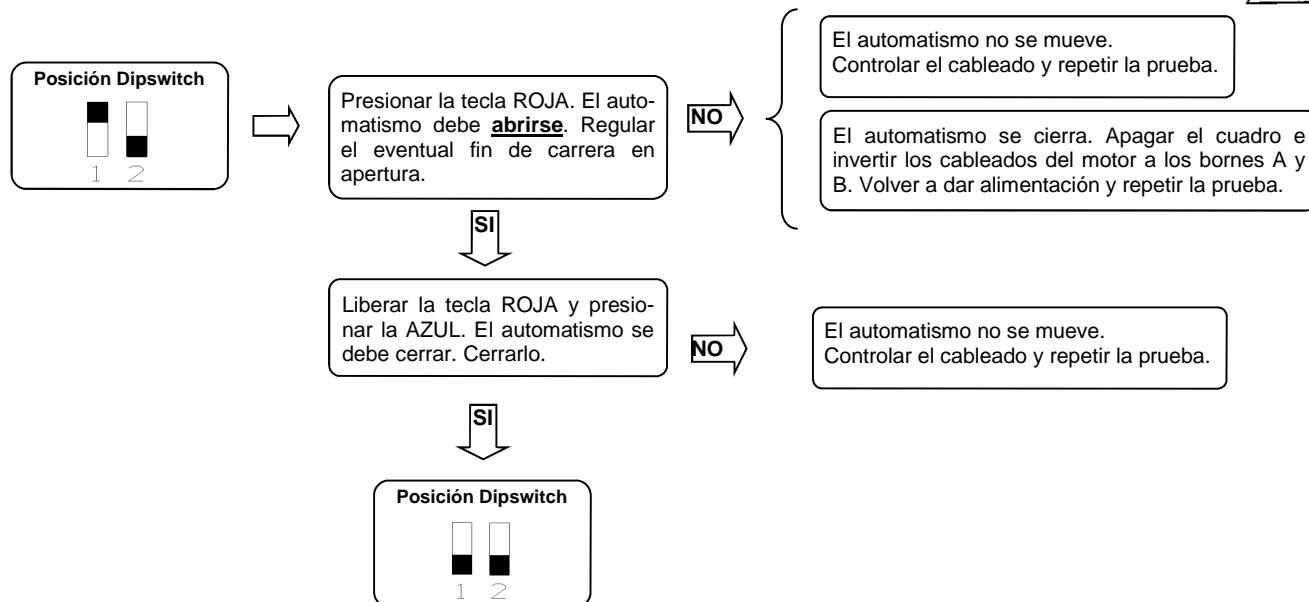 Posición Dipswitch
1 2
Presionar la tecla ROJA. El auto-
matismo debe abrirse. Regular
el eventual fin de carrera en
apertura.
NO
El automatismo no se mueve.
Controlar el cableado y repetir la prueba.
El automatismo se cierra. Apagar el cuadro e
invertir los cableados del motor a los bornes A y
B. Volver a dar alimentación y repetir la prueba.
SI
Liberar la tecla ROJA y presio-
nar la AZUL. El automatismo se
debe cerrar. Cerrarlo.
NO
El automatismo no se mueve.
Controlar el cableado y repetir la prueba.
SI
Posición Dipswitch
1 2